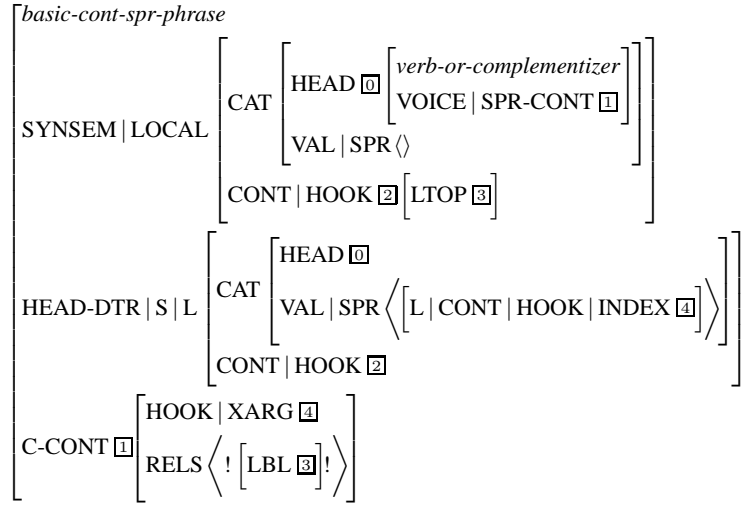 basic-cont-spr-phrase
SYNSEM | LOCAL
CAT
HEAD 0
verb-or-complementizer
VOICE | SPR-CONT 1
VAL | SPR ⟨⟩
CONT | HOOK 2 [LTOP 3]
HEAD-DTR | S | L
CAT
HEAD 0
VAL | SPR ⟨[L | CONT | HOOK | INDEX 4]⟩
CONT | HOOK 2
C-CONT 1
HOOK | XARG 4
RELS ⟨! [LBL 3]! ⟩